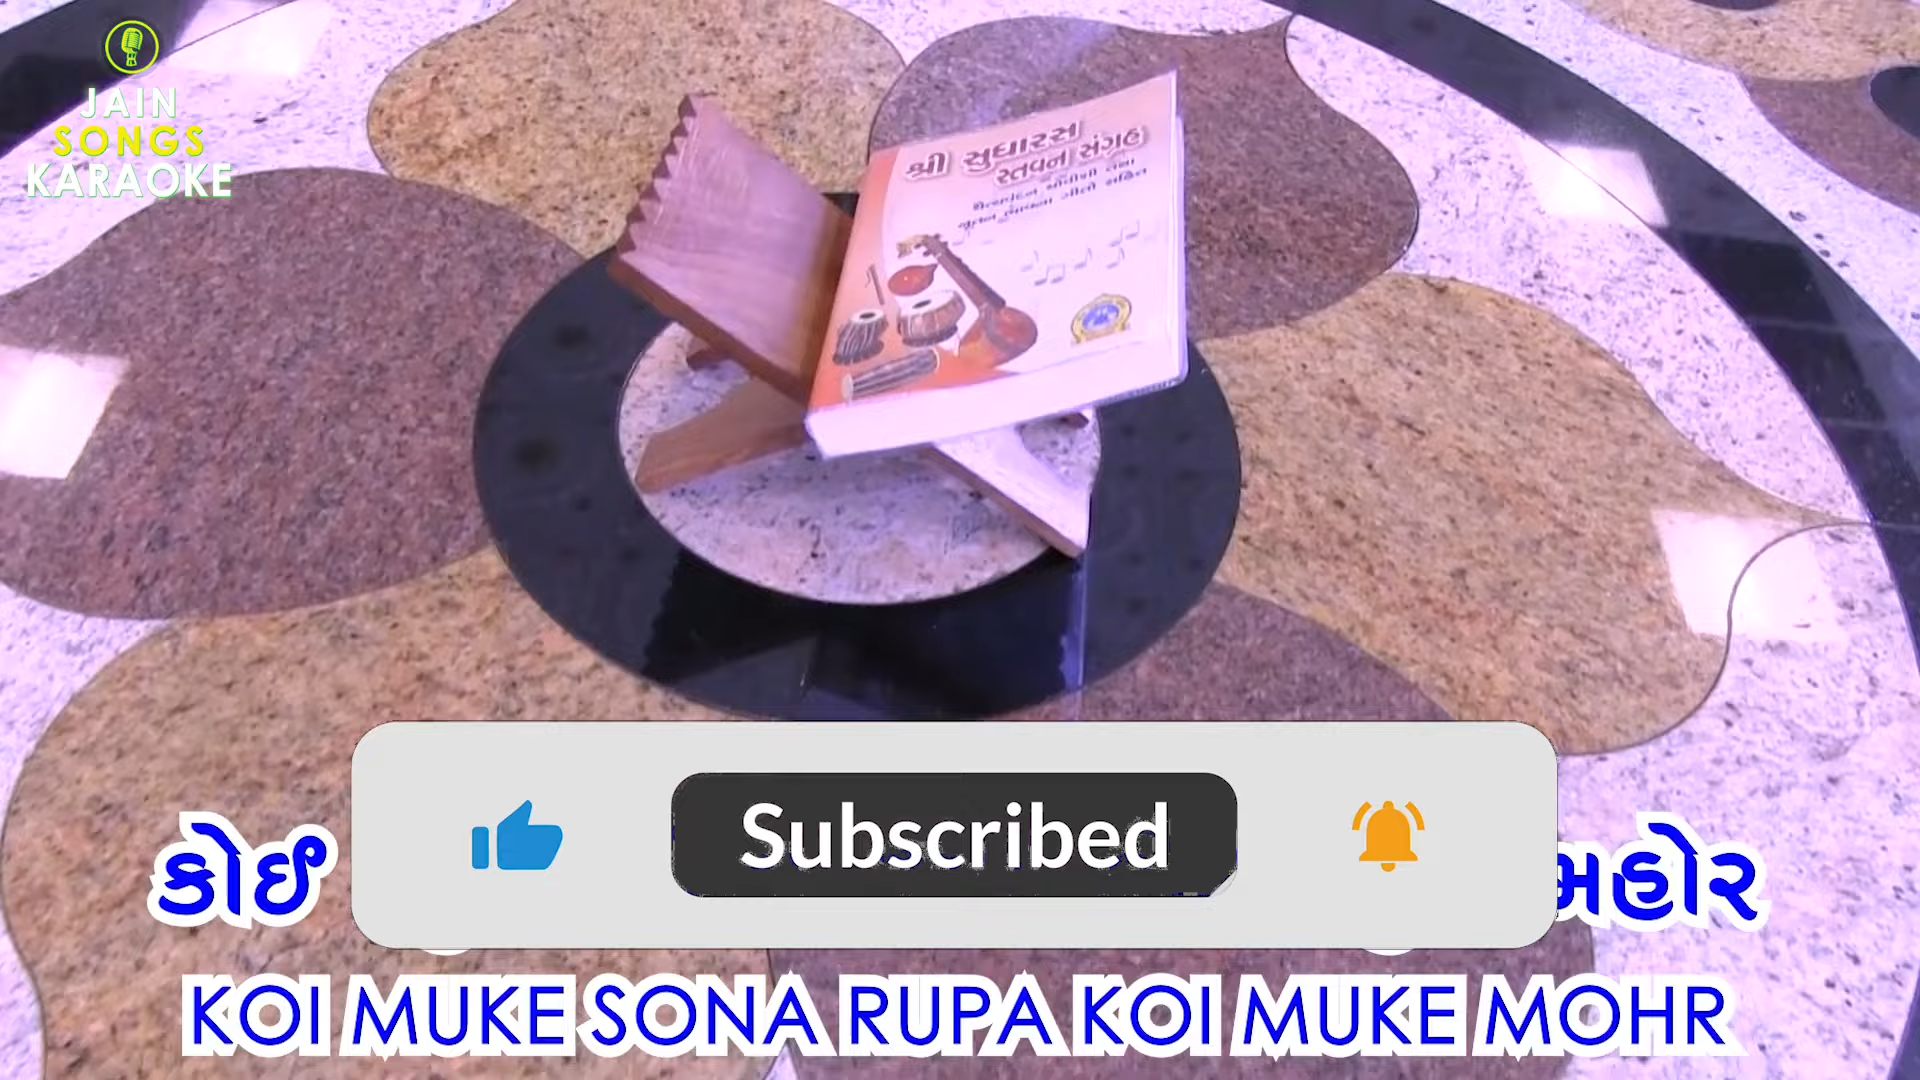 JAIN
SONGS
KARAOKE
શ્રી સુધારસ
સ્તવન સંગ્રહ
Subscribed
કોઈ
મહોર
KOI MUKE SONA RUPA KOI MUKE MOHR